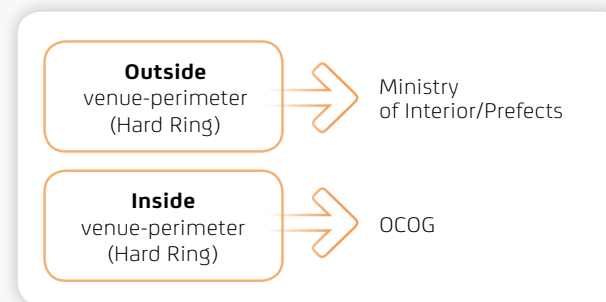 Outside
venue-perimeter
(Hard Ring)
Ministry
of Interior/Prefects
Inside
venue-perimeter
(Hard Ring)
OCOG